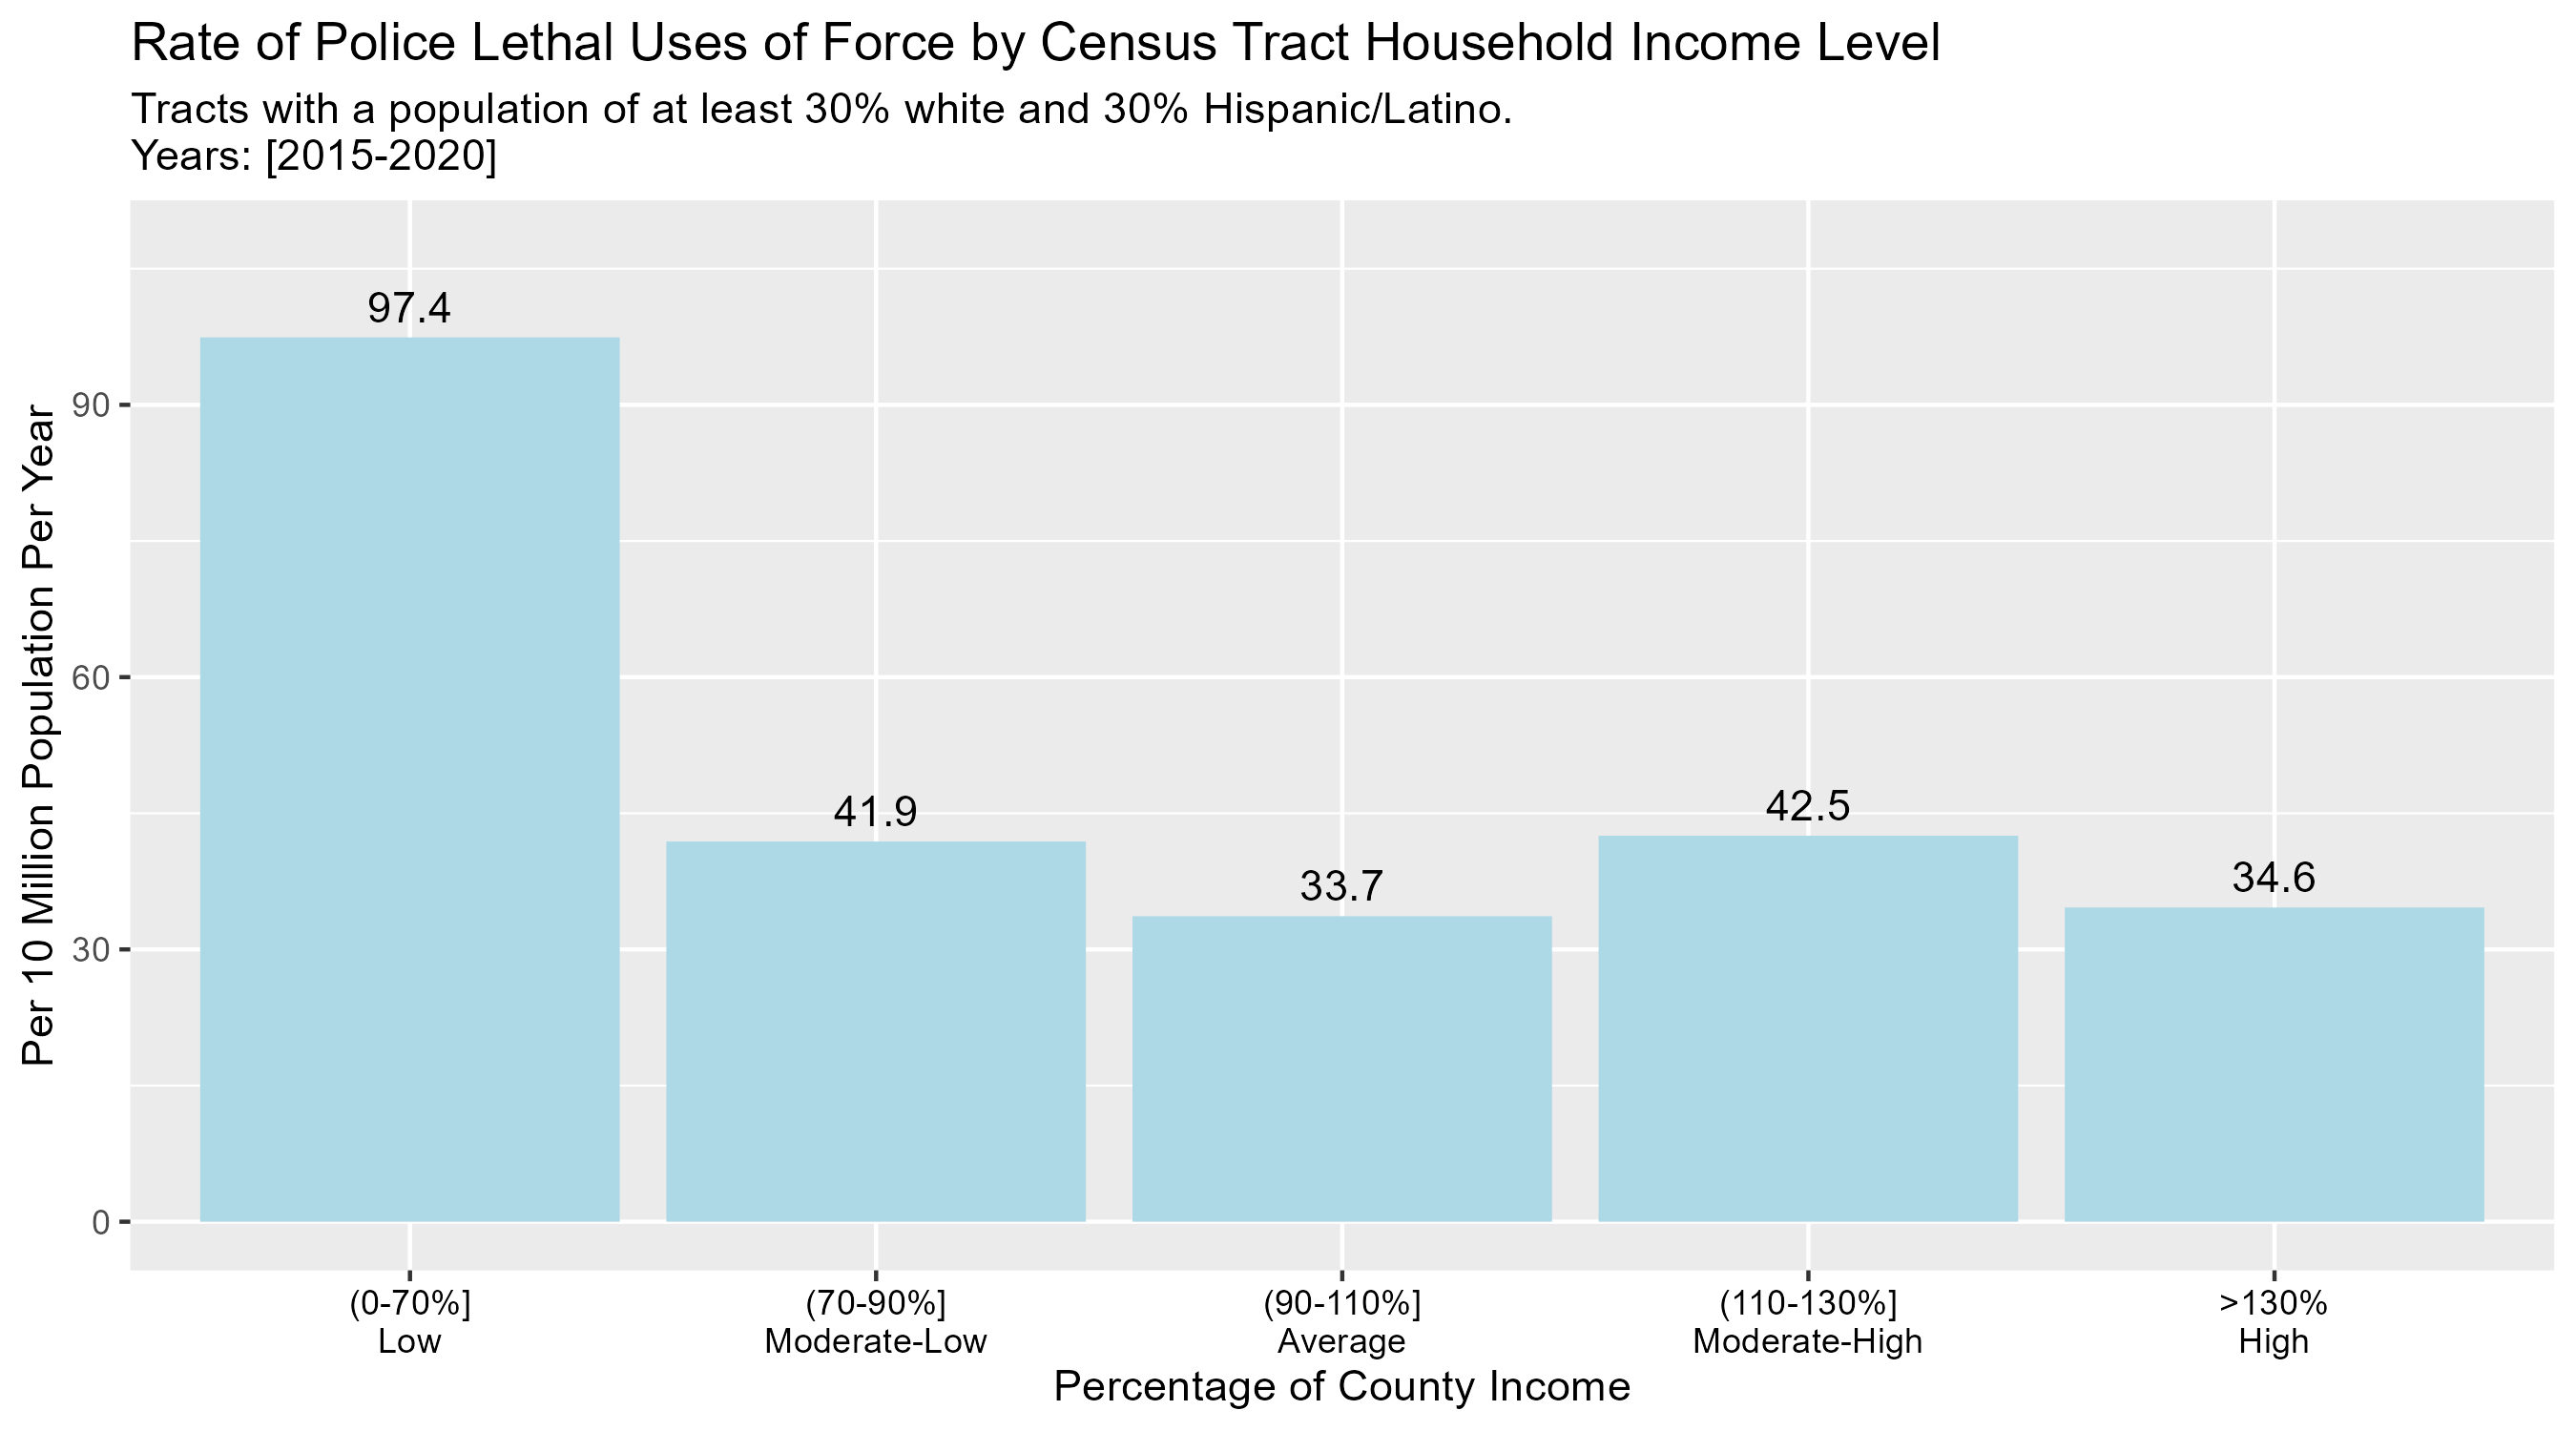 Rate of Police Lethal Uses of Force by Census Tract Household Income Level
Tracts with a population of at least 30% white and 30% Hispanic/Latino.
Years: [2015-2020]
Per 10 Million Population Per Year
90
60
30
0
97.4
41.9
33.7
42.5
34.6
(0-70%]
Low
(70-90%]
Moderate-Low
(90-110%]
Average
(110-130%]
Moderate-High
>130%
High
Percentage of County Income